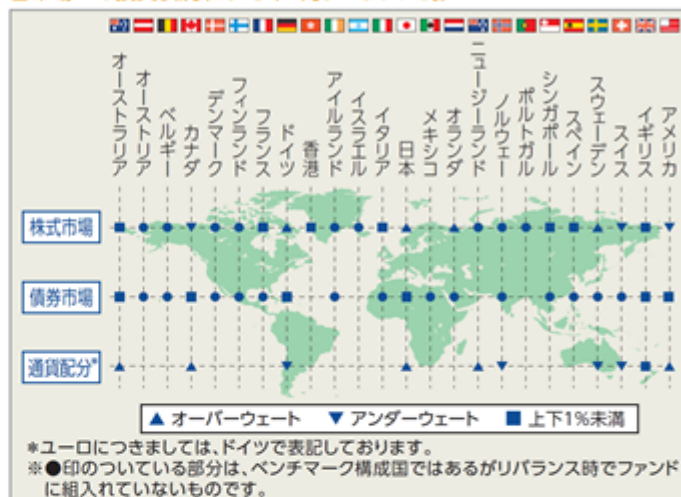 オーストラリア
オーストリア
ベルギー
カナダ
デンマーク
フィンランド
フランス
ドイツ
香港
アイルランド
イスラエル
イタリア
日本
メキシコ
オランダ
ニュージーランド
ノルウェー
ポルトガル
シンガポール
スペイン
スウェーデン
スイス
イギリス
アメリカ
株式市場
債券市場
通貨配分*
▲ オーバーウェート ▼ アンダーウェート ■ 上下1%未満
*ユーロにつきましては、ドイツで表記しております。
※●印のついている部分は、ベンチマーク構成国ではあるがリバランス時でファンド
に組入れていないものです。